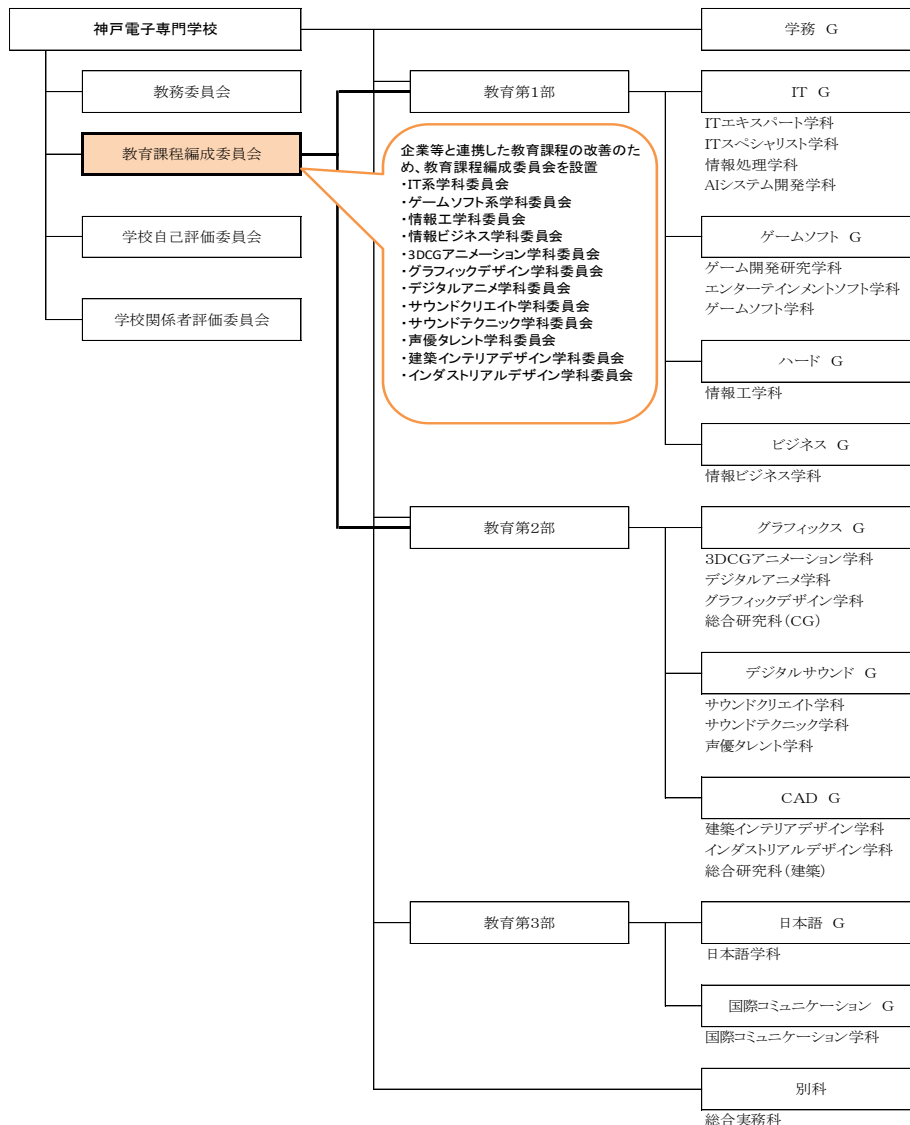 神戸電子専門学校
教務委員会
教育課程編成委員会
学校自己評価委員会
学校関係者評価委員会
企業等と連携した教育課程の改善のた
め、教育課程編成委員会を設置
・IT系学科委員会
・ゲームソフト系学科委員会
・情報工学科委員会
・情報ビジネス学科委員会
・3DCGアニメーション学科委員会
・グラフィックデザイン学科委員会
・デジタルアニメ学科委員会
・サウンドクリエイト学科委員会
・サウンドテクニック学科委員会
・声優タレント学科委員会
・建築インテリアデザイン学科委員会
・インダストリアルデザイン学科委員会
学務 G
教育第1部
IT G
ITエキスパート学科
ITスペシャリスト学科
情報処理学科
AIシステム開発学科
ゲームソフト G
ゲーム開発研究学科
エンターテインメントソフト学科
ゲームソフト学科
ハード G
情報工学科
ビジネス G
情報ビジネス学科
教育第2部
グラフィックス G
3DCGアニメーション学科
デジタルアニメ学科
グラフィックデザイン学科
総合研究科(CG)
デジタルサウンド G
サウンドクリエイト学科
サウンドテクニック学科
声優タレント学科
CAD G
建築インテリアデザイン学科
インダストリアルデザイン学科
総合研究科(建築)
教育第3部
日本語 G
日本語学科
国際コミュニケーション G
国際コミュニケーション学科
別科
総合実務科